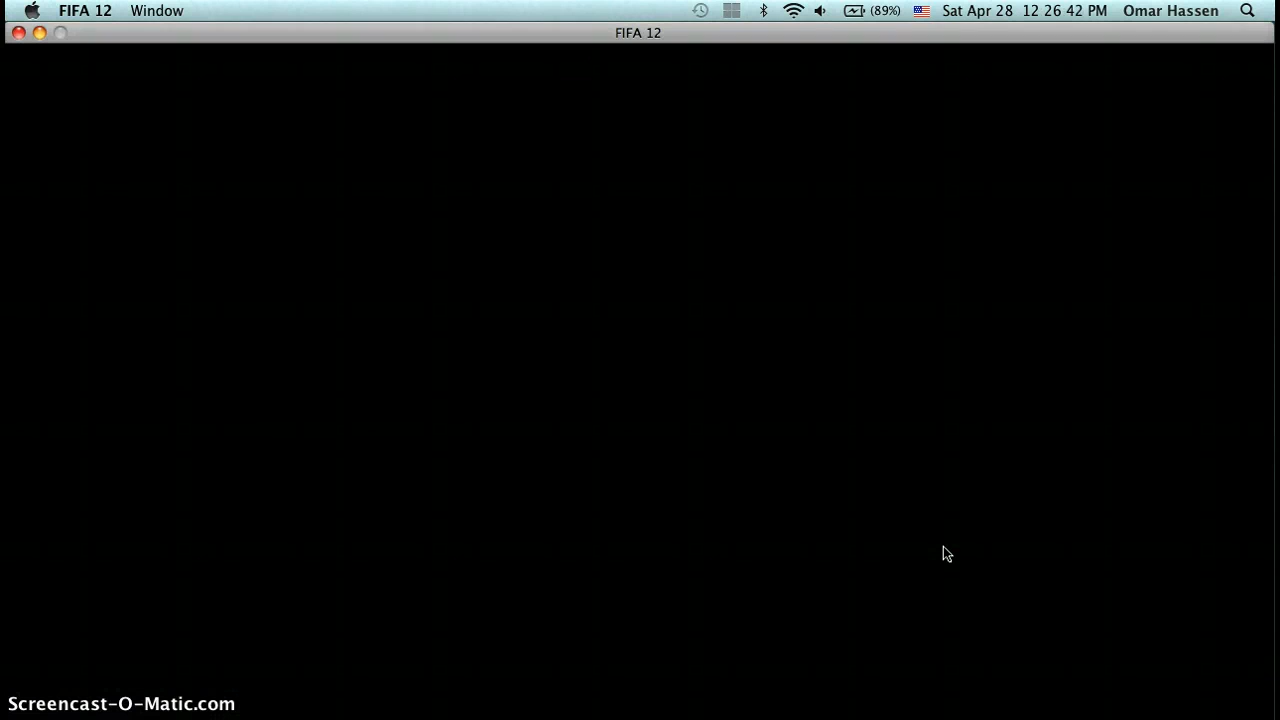 FIFA 12 Window (89%) Sat Apr 28 12 26 42 PM Omar Hassen
FIFA 12
Screencast-O-Matic.com